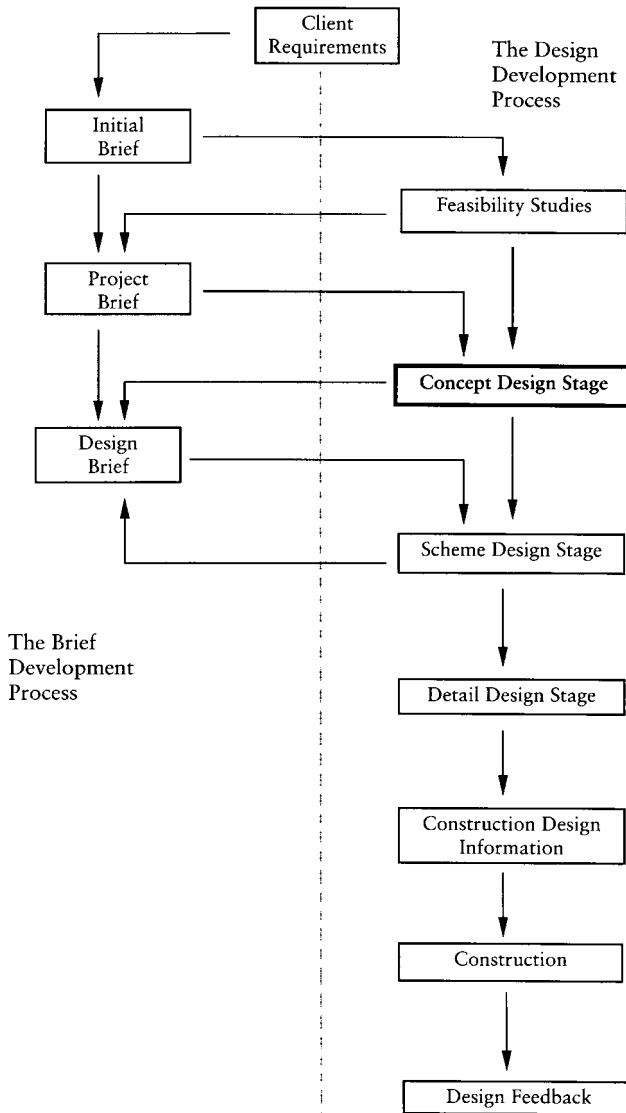 Client
Requirements
The Design
Development
Process
Initial
Brief
Feasibility Studies
Project
Brief
Concept Design Stage
Design
Brief
Scheme Design Stage
The Brief
Development
Process
Detail Design Stage
Construction Design
Information
Construction
Design Feedback